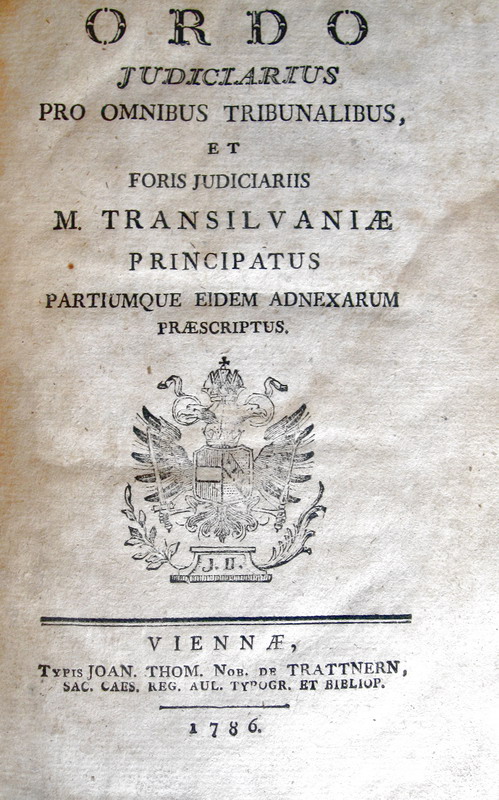 ORDO
JUDICIARIUS
PRO OMNIBUS TRIBUNALIBUS,
ET
FORIS JUDICIARIIS
M. TRANSILVANIÆ
PRINCIPATUS
PARTIUMQUE EIDEM ADNEXARUM
PRÆSCRIPTUS.
J. II.
VIENNÆ,
TYPIS JOAN. THOM. NOB. DE TRATTNERN,
SAC. CAES. REG. AUL. TYPOGR. ET BIBLIOP.
1786.